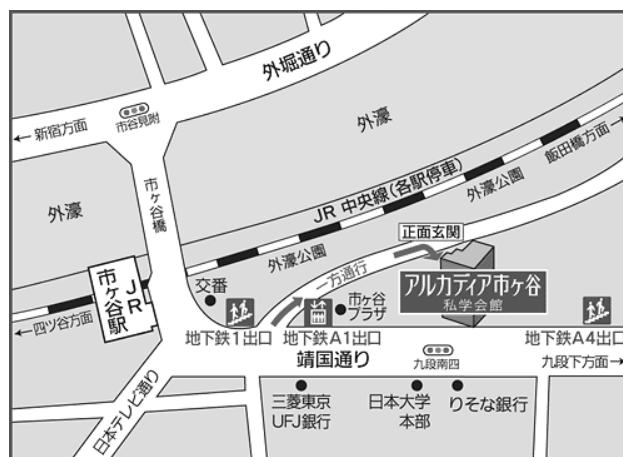 外堀通り
市谷見附
←新宿方面
外濠
飯田橋方面→
市ヶ谷橋
JR 中央線(各駅停車)
外濠公園
外濠
正面玄関
外濠公園
一方通行
アルカディア市ヶ谷
私学会館
JR
市ヶ谷駅
交番
市ヶ谷
プラザ
←四ツ谷方面
地下鉄1出口
地下鉄A1出口
地下鉄A4出口
靖国通り
九段南四
九段下方面→
日本テレビ通り
三菱東京
UFJ銀行
日本大学
本部
りそな銀行